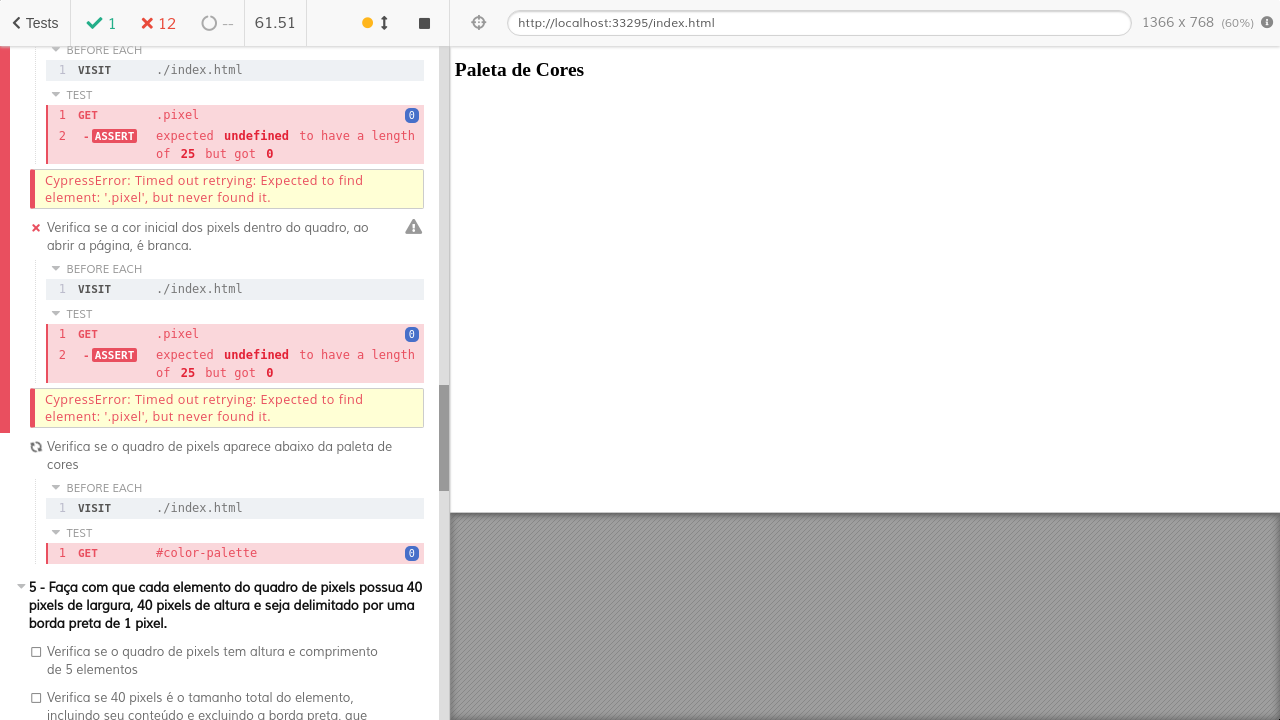 Tests 1 12 -- 61.51 http://localhost:33295/index.html 1366 x 768 (60%)
BEFORE EACH
1 VISIT ./index.html
TEST
1 GET .pixel 0
2 - ASSERT expected undefined to have a length
of 25 but got 0
CypressError: Timed out retrying: Expected to find
element: '.pixel', but never found it.
Verifica se a cor inicial dos pixels dentro do quadro, ao
abrir a página, é branca.
BEFORE EACH
1 VISIT ./index.html
TEST
1 GET .pixel 0
2 - ASSERT expected undefined to have a length
of 25 but got 0
CypressError: Timed out retrying: Expected to find
element: '.pixel', but never found it.
Verifica se o quadro de pixels aparece abaixo da paleta de
cores
BEFORE EACH
1 VISIT ./index.html
TEST
1 GET #color-palette 0
5 - Faça com que cada elemento do quadro de pixels possua 40
pixels de largura, 40 pixels de altura e seja delimitado por uma
borda preta de 1 pixel.
Verifica se o quadro de pixels tem altura e comprimento
de 5 elementos
Verifica se 40 pixels é o tamanho total do elemento,
incluindo seu conteúdo e excluindo a borda preta, que
Paleta de Cores